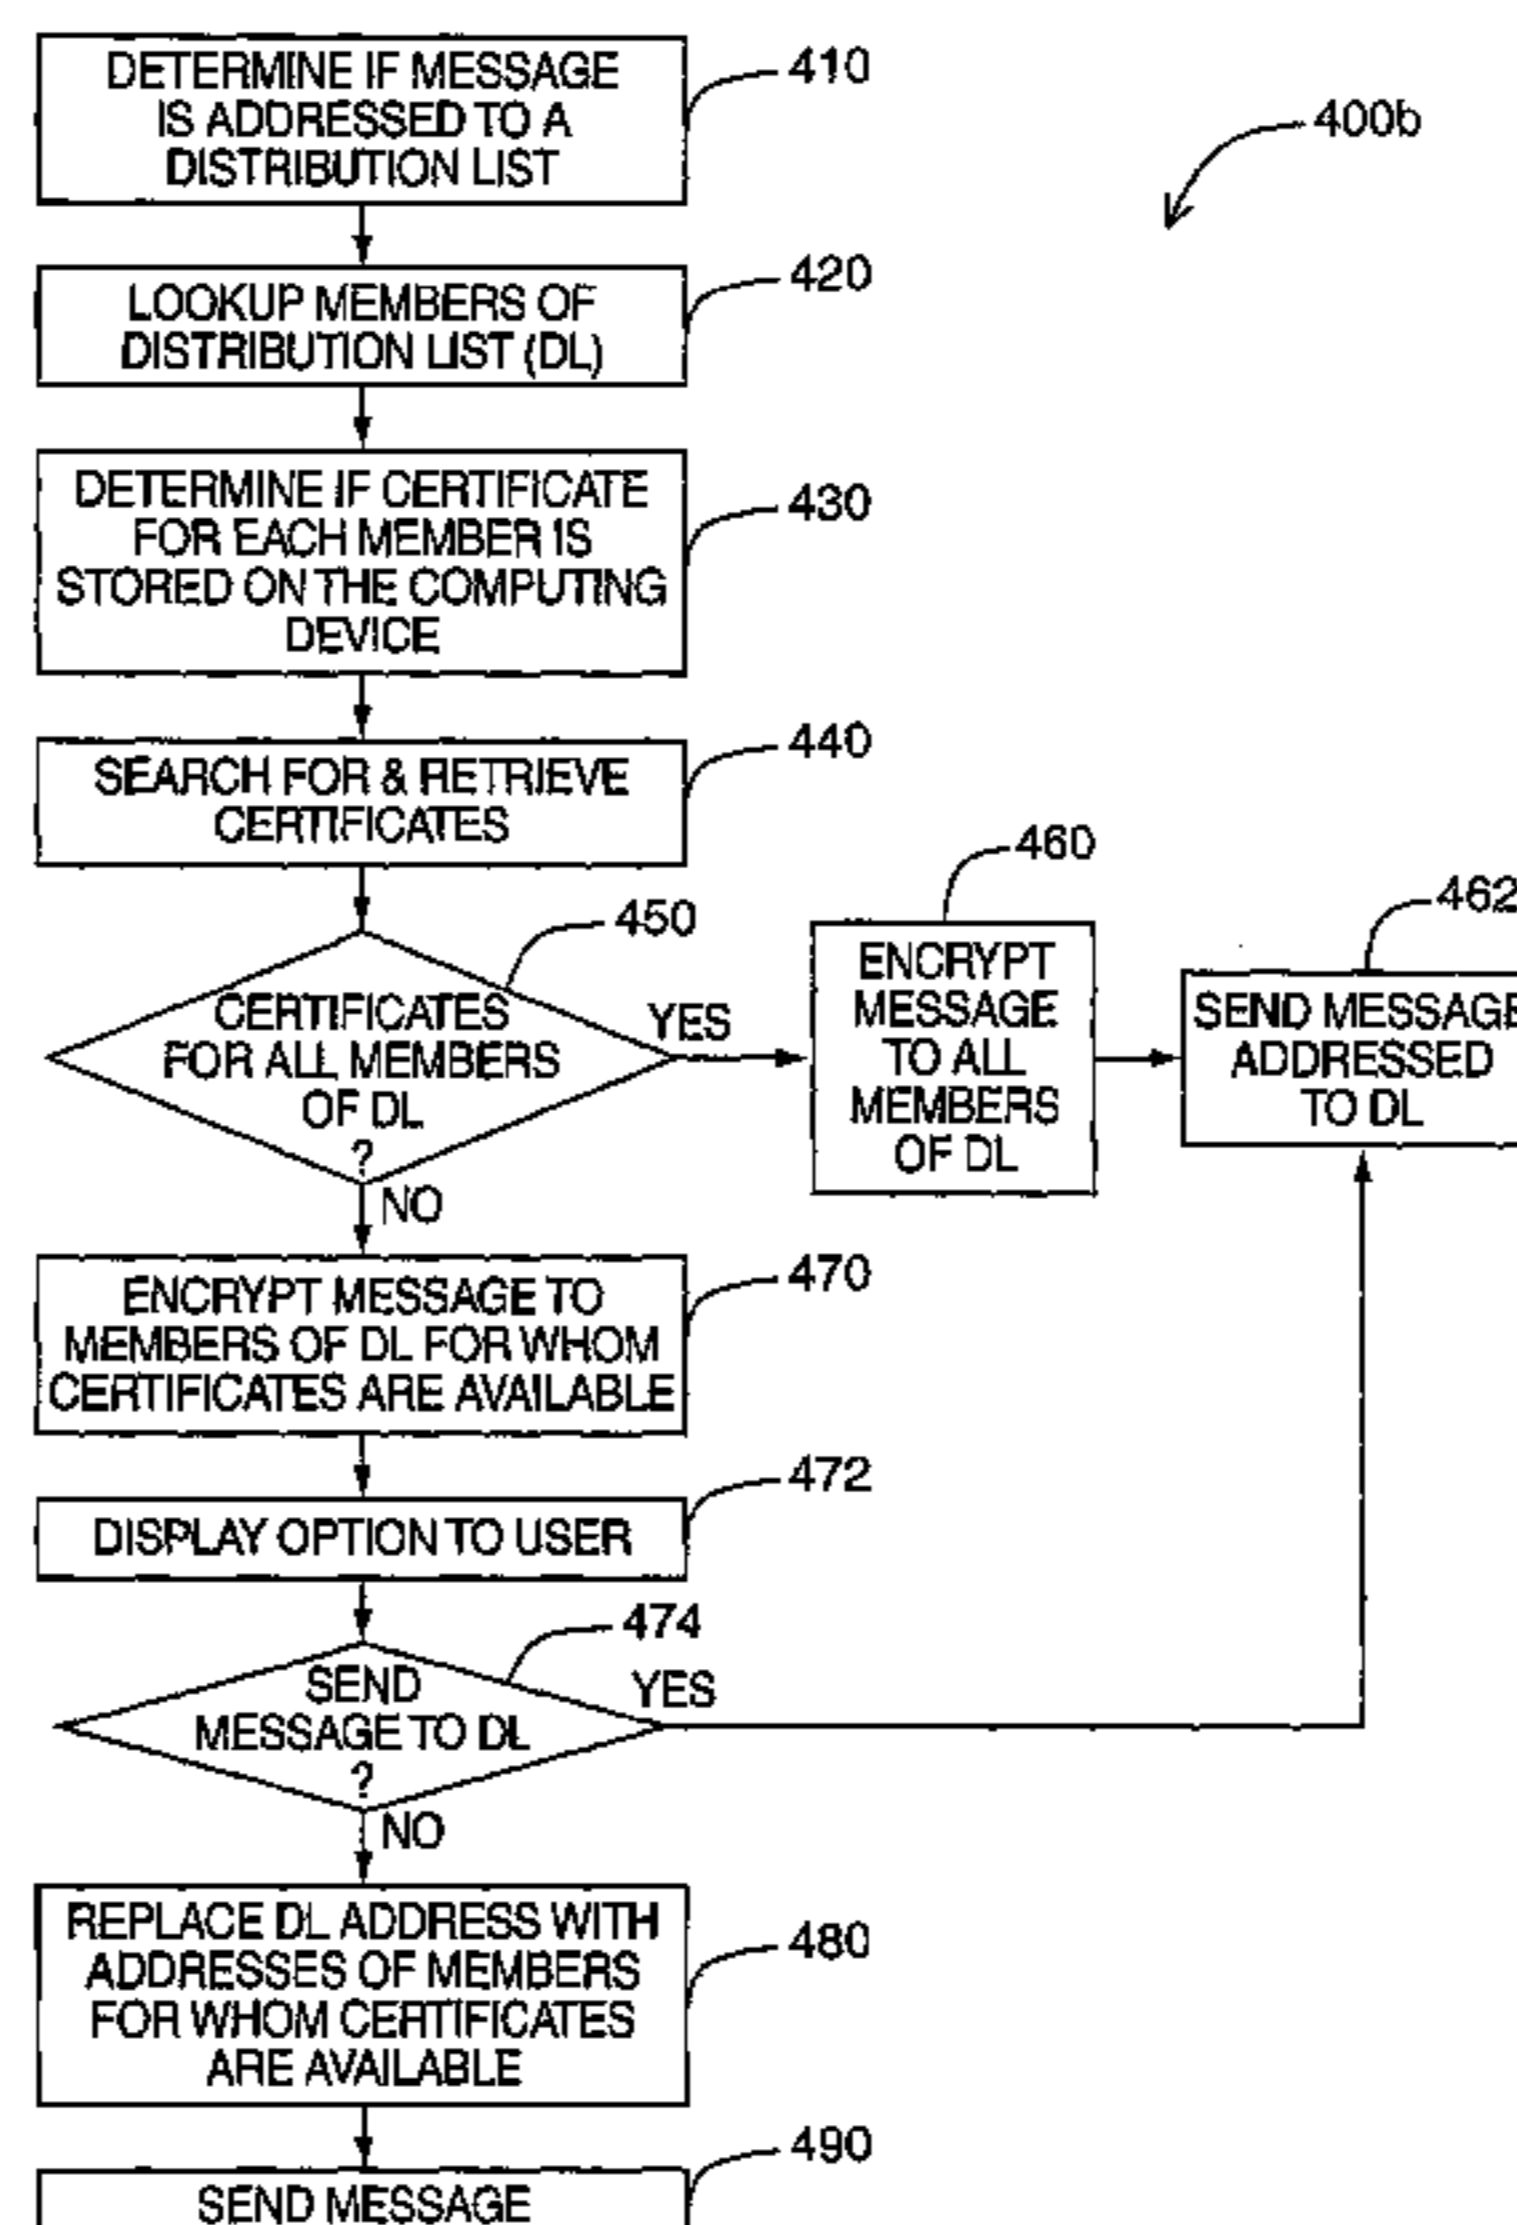 DETERMINE IF MESSAGE
IS ADDRESSED TO A
DISTRIBUTION LIST
410
400b
LOOKUP MEMBERS OF
DISTRIBUTION LIST (DL)
420
DETERMINE IF CERTIFICATE
FOR EACH MEMBER IS
STORED ON THE COMPUTING
DEVICE
430
SEARCH FOR & RETRIEVE
CERTIFICATES
440
CERTIFICATES
FOR ALL MEMBERS
OF DL
?
450
YES
NO
ENCRYPT
MESSAGE
TO ALL
MEMBERS
OF DL
460
SEND MESSAGE
ADDRESSED
TO DL
462
ENCRYPT MESSAGE TO
MEMBERS OF DL FOR WHOM
CERTIFICATES ARE AVAILABLE
470
DISPLAY OPTION TO USER
472
SEND
MESSAGE TO DL
?
474
YES
NO
REPLACE DL ADDRESS WITH
ADDRESSES OF MEMBERS
FOR WHOM CERTIFICATES
ARE AVAILABLE
480
SEND MESSAGE
490